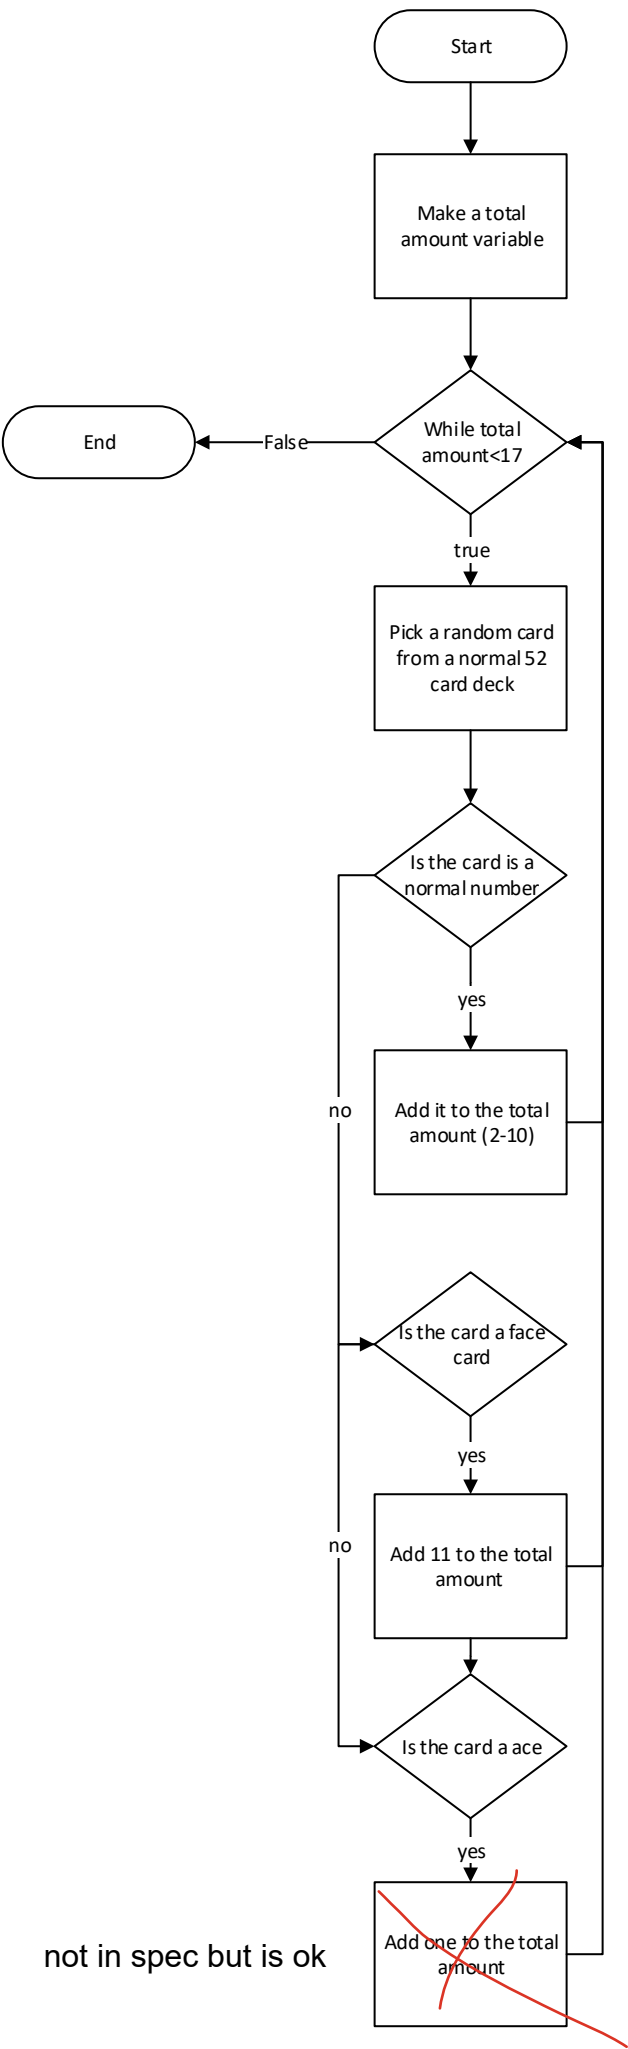 Start
Make a total
amount variable
While total
amount<17
False
End
true
Pick a random card
from a normal 52
card deck
Is the card is a
normal number
yes
no
Add it to the total
amount (2-10)
Is the card a face
card
yes
no
Add 11 to the total
amount
Is the card a ace
yes
Add one to the total
amount
not in spec but is ok